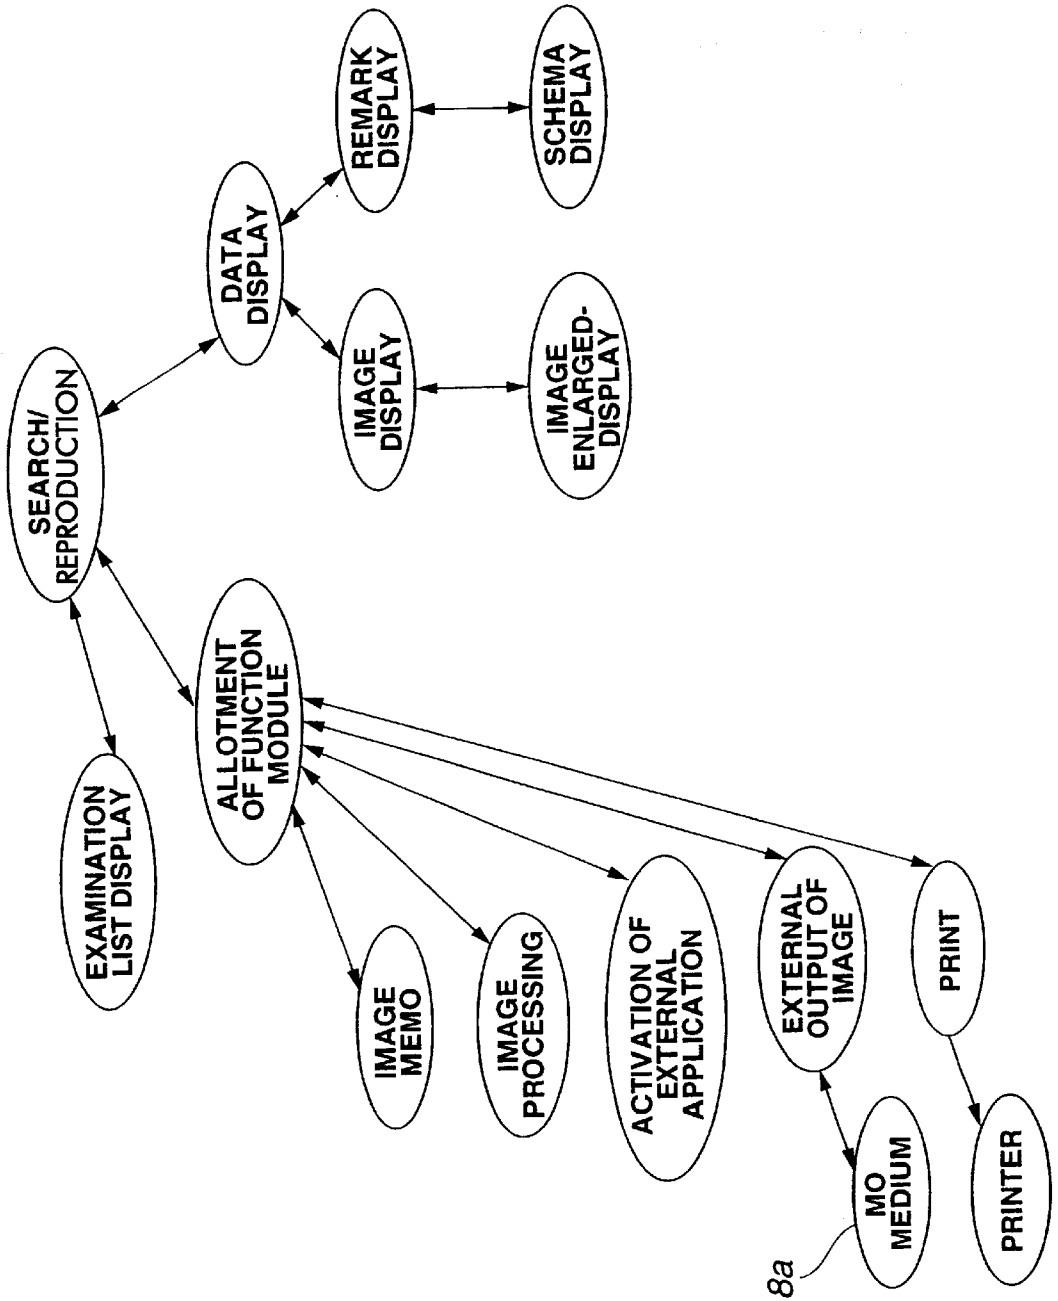 SEARCH/
REPRODUCTION
EXAMINATION
LIST DISPLAY
ALLOTMENT
OF FUNCTION
MODULE
DATA
DISPLAY
IMAGE
MEMO
IMAGE
DISPLAY
REMARK
DISPLAY
IMAGE
PROCESSING
IMAGE
ENLARGED-
DISPLAY
SCHEMA
DISPLAY
ACTIVATION OF
EXTERNAL
APPLICATION
EXTERNAL
OUTPUT OF
IMAGE
8a
MO
MEDIUM
PRINT
PRINTER